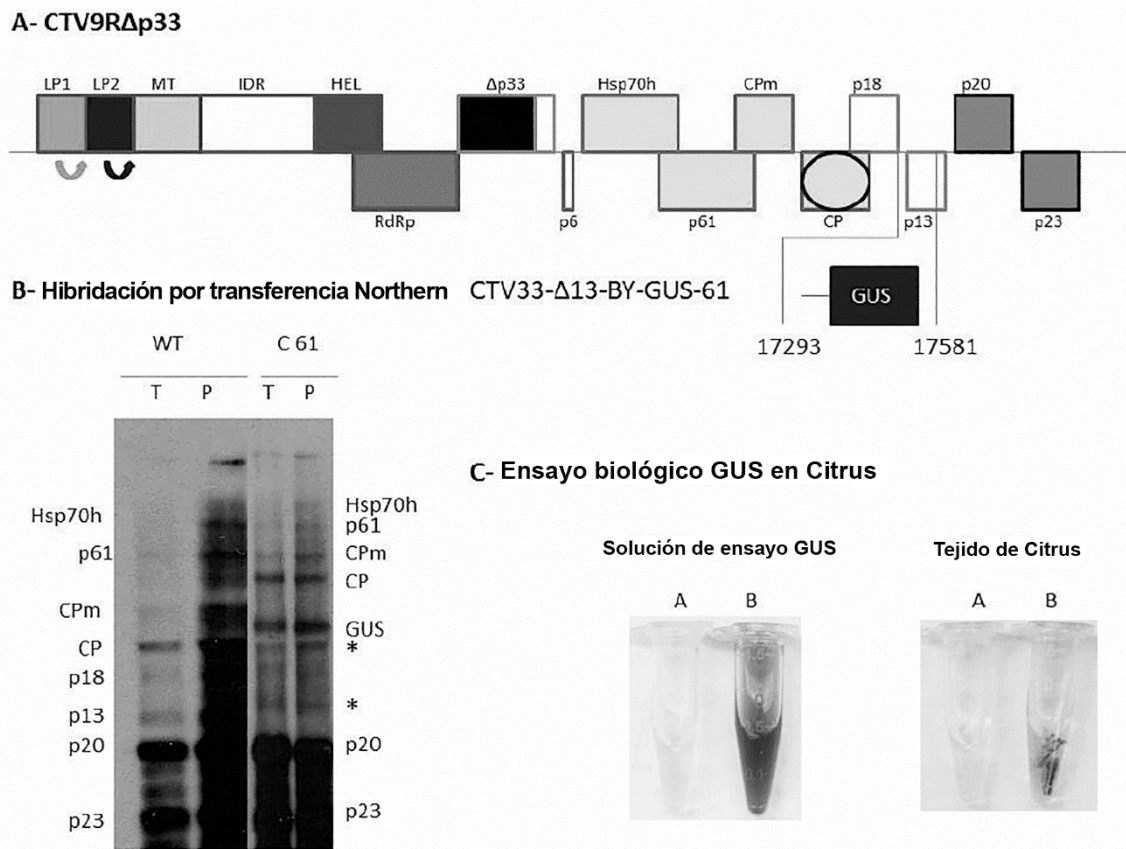 A- CTV9RΔp33
LP1 LP2 MT IDR HEL Δp33 Hsp70h CPm p18 p20
RdRp p6 p61 CP p13 p23
GUS
17293 17581
B- Hibridación por transferencia Northern CTV33-Δ13-BY-GUS-61
WT C 61
T P T P
Hsp70h
p61
CPm
CP
p18
p13
p20
p23
Hsp70h
p61
CPm
CP
GUS
*
*
p20
p23
C- Ensayo biológico GUS en Citrus
Solución de ensayo GUS Tejido de Citrus
A B A B